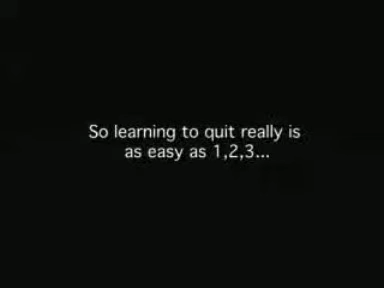 So learning to quit really is
as easy as 1,2,3...